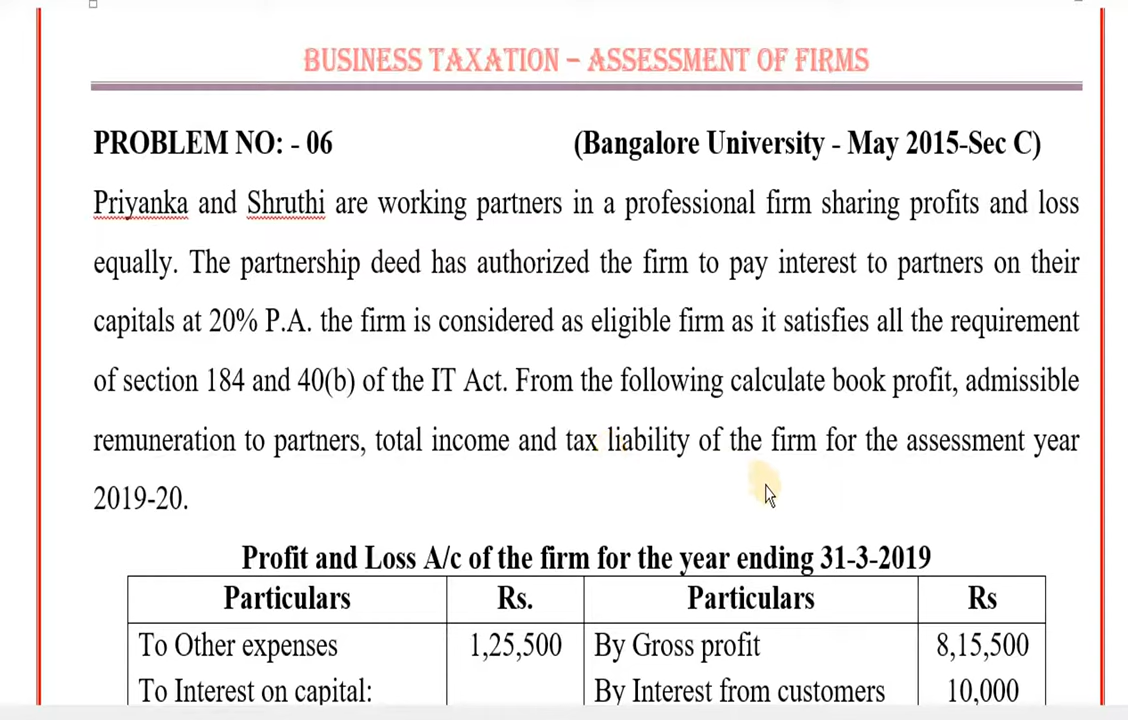 BUSINESS TAXATION – ASSESSMENT OF FIRMS
PROBLEM NO: - 06 (Bangalore University - May 2015-Sec C)
Priyanka and Shruthi are working partners in a professional firm sharing profits and loss
equally. The partnership deed has authorized the firm to pay interest to partners on their
capitals at 20% P.A. the firm is considered as eligible firm as it satisfies all the requirement
of section 184 and 40(b) of the IT Act. From the following calculate book profit, admissible
remuneration to partners, total income and tax liability of the firm for the assessment year
2019-20.
Profit and Loss A/c of the firm for the year ending 31-3-2019
Particulars Rs. Particulars Rs
To Other expenses 1,25,500 By Gross profit 8,15,500
To Interest on capital: By Interest from customers 10,000